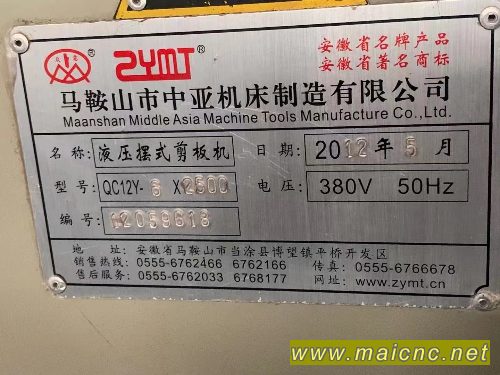 ZYMT®
安徽省名牌产品
安徽省著名商标
马鞍山市中亚机床制造有限公司
Maanshan Middle Asia Machine Tools Manufacture Co.,Ltd.
名称: 液压摆式剪板机 日期: 2012年5月
型号: QC12Y-6X2500 电压: 380V 50Hz
编号: 12059618
地址: 安徽省马鞍山市当涂县博望镇平桥开发区
销售热线: 0555-6762466 6762166 传真: 0555-6766678
售后服务: 0555-6762033 6768177 网址: www.zymt.cn
www.maicnc.net